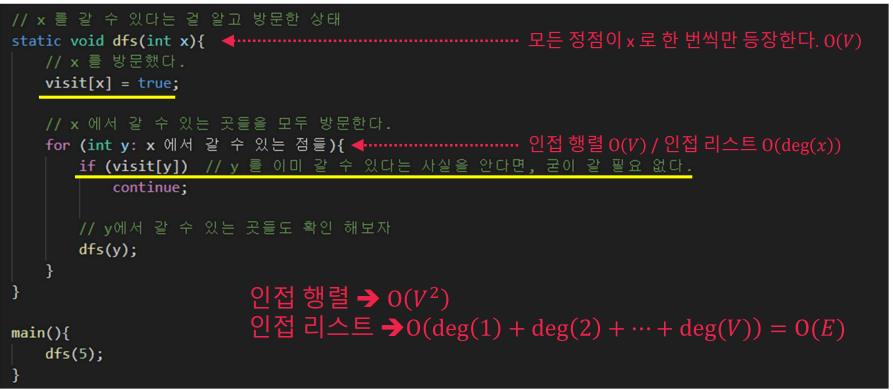 // x 를 갈 수 있다는 걸 알고 방문한 상태
static void dfs(int x){ 모든 정점이 x 로 한 번씩만 등장한다. O(V)
// x 를 방문했다.
visit[x] = true;
// x 에서 갈 수 있는 곳들을 모두 방문한다.
for (int y: x 에서 갈 수 있는 점들){ 인접 행렬 O(V) / 인접 리스트 O(deg(x))
if (visit[y]) // y 를 이미 갈 수 있다는 사실을 안다면, 굳이 갈 필요 없다.
continue;
// y에서 갈 수 있는 곳들도 확인 해보자
dfs(y);
}
}
인접 행렬 ➔ O(V²)
인접 리스트 ➔O(deg(1) + deg(2) + ⋯ + deg(V)) = O(E)
main(){
dfs(5);
}